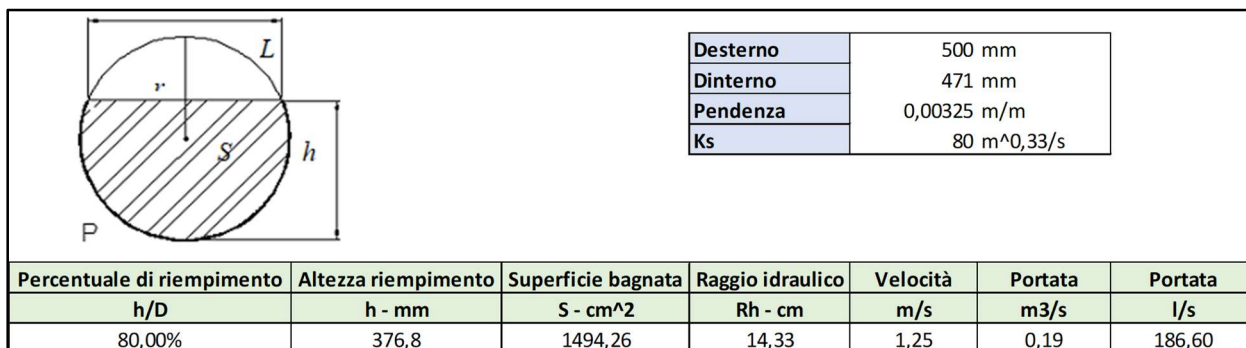 L
r
S
h
P
Desterno 500 mm
Dinterno 471 mm
Pendenza 0,00325 m/m
Ks 80 m^0,33/s
Percentuale di riempimento Altezza riempimento Superficie bagnata Raggio idraulico Velocità Portata Portata
h/D h - mm S - cm^2 Rh - cm m/s m3/s l/s
80,00% 376,8 1494,26 14,33 1,25 0,19 186,60